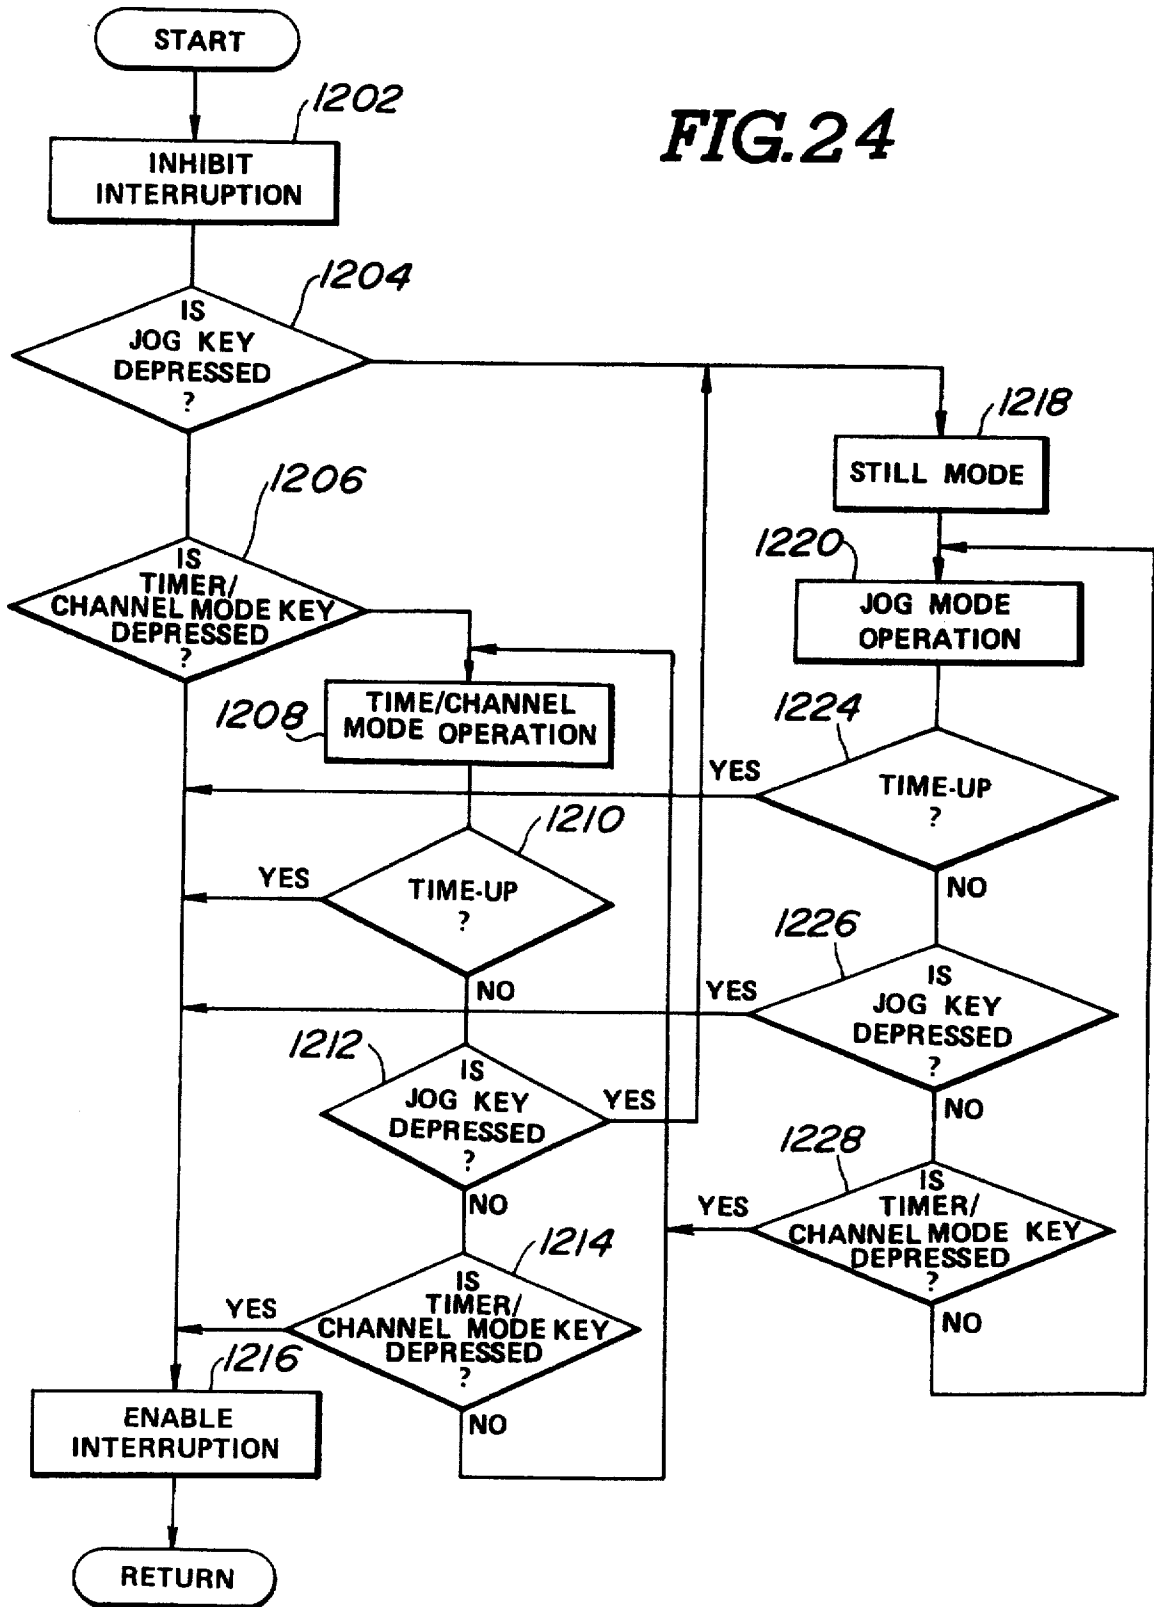 START
1202
FIG.24
INHIBIT
INTERRUPTION
1204
IS
JOG KEY
DEPRESSED
?
1218
STILL MODE
1206
IS
TIMER/
CHANNEL MODE KEY
DEPRESSED
?
1220
JOG MODE
OPERATION
1208
TIME/CHANNEL
MODE OPERATION
1224
YES
TIME-UP
?
NO
1210
YES
TIME-UP
?
NO
1226
YES
IS
JOG KEY
DEPRESSED
?
NO
1212
IS
JOG KEY
DEPRESSED
?
YES
NO
1228
YES
IS
TIMER/
CHANNEL MODE KEY
DEPRESSED
?
NO
1214
YES
IS
TIMER/
CHANNEL MODE KEY
DEPRESSED
?
NO
1216
ENABLE
INTERRUPTION
RETURN